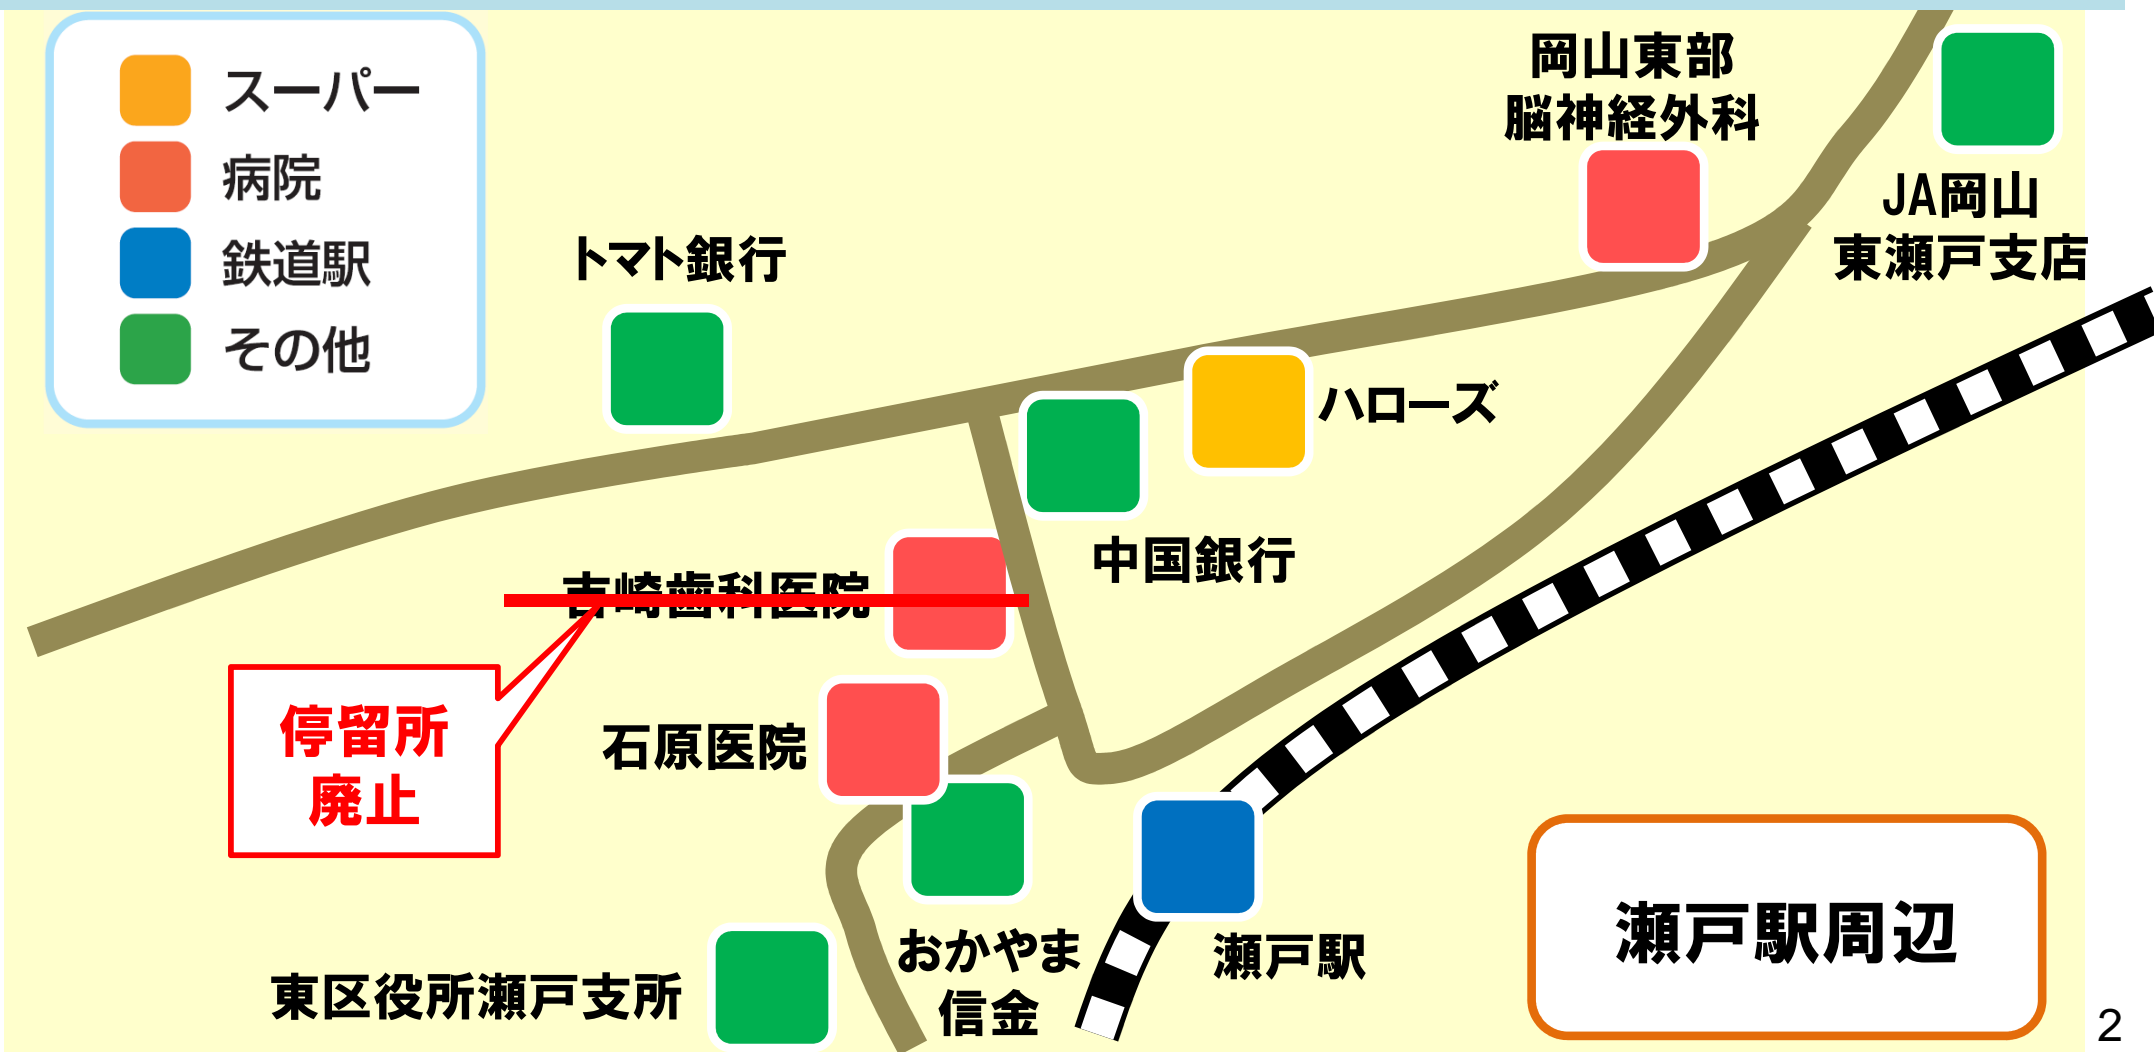 スーパー
病院
鉄道駅
その他
岡山東部
脳神経外科
JA岡山
東瀬戸支店
トマト銀行
ハローズ
中国銀行
吉崎歯科医院
停留所
廃止
石原医院
おかやま
信金
瀬戸駅
東区役所瀬戸支所
瀬戸駅周辺
2